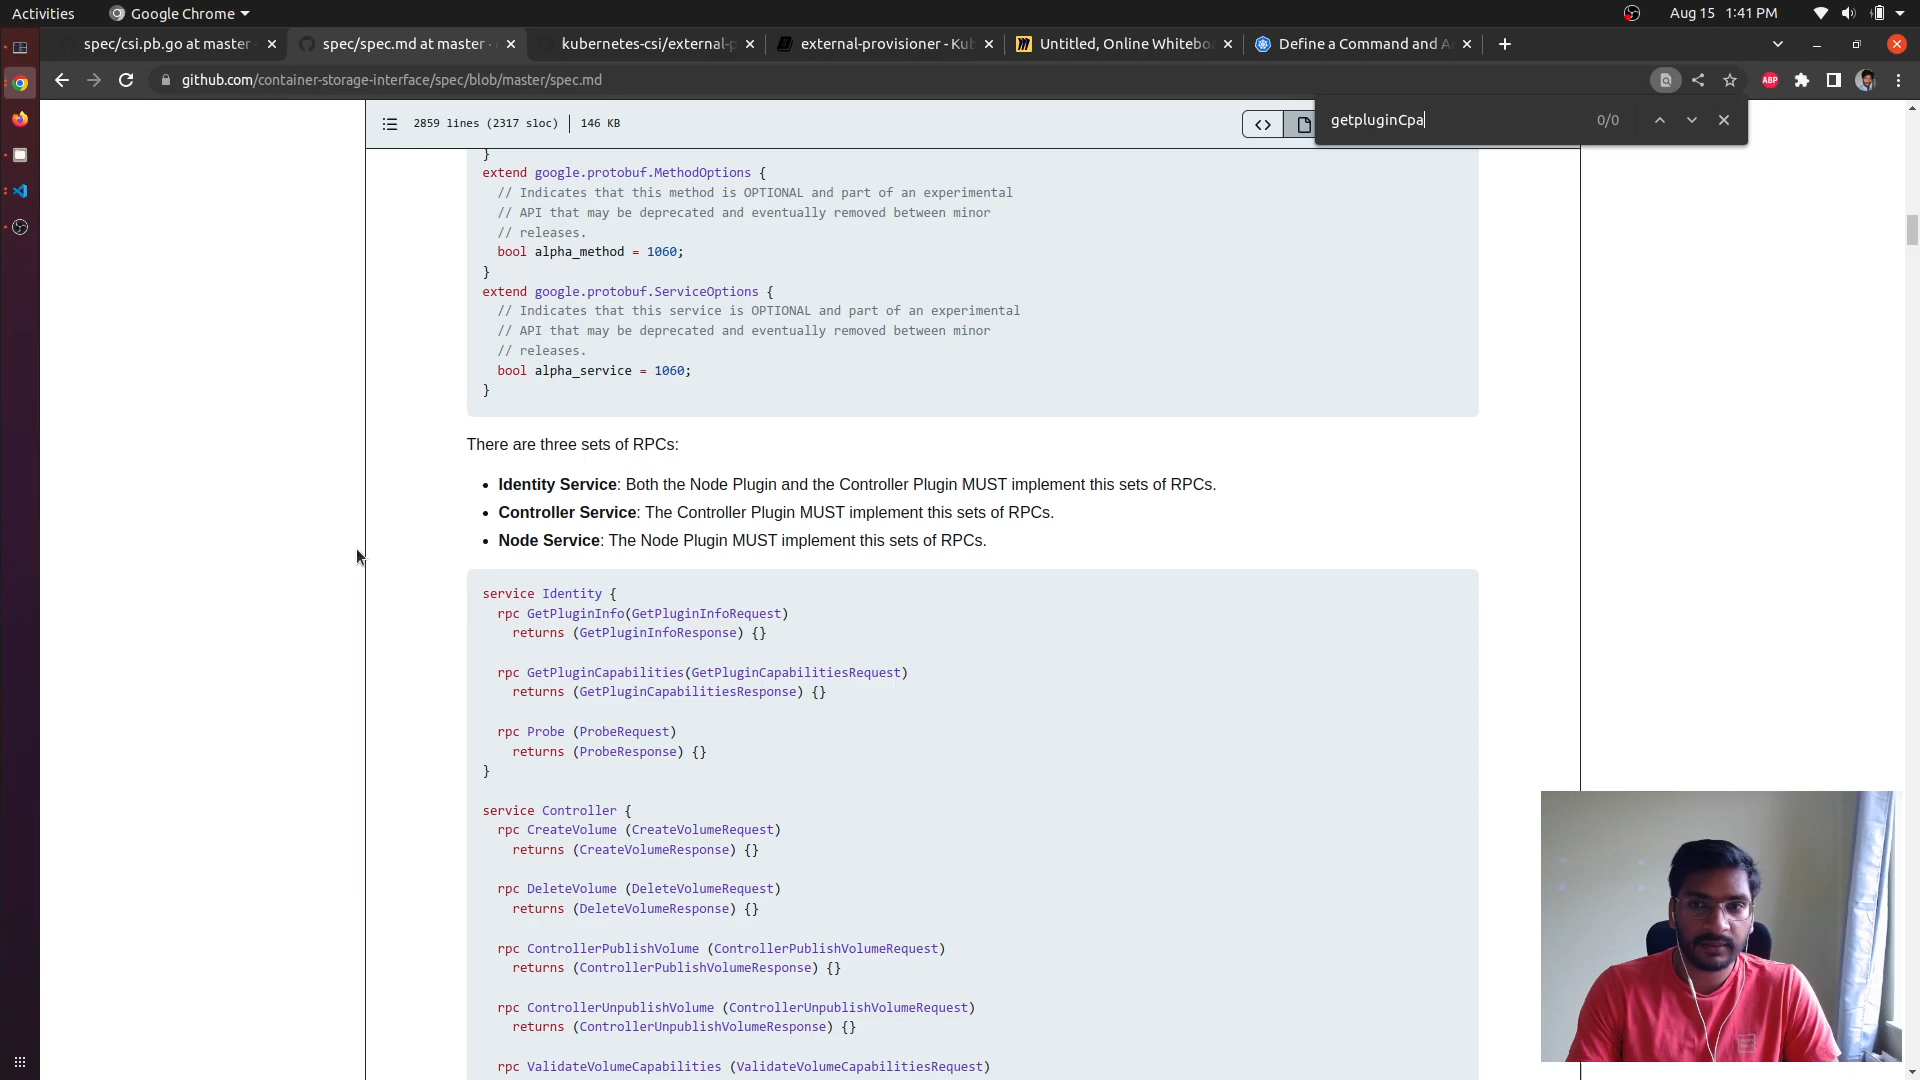 Activities
Google Chrome
Aug 15 1:41 PM
spec/csi.pb.go at master
spec/spec.md at master ·
kubernetes-csi/external-p
external-provisioner - Kub
Untitled, Online Whitebo
Define a Command and A
github.com/container-storage-interface/spec/blob/master/spec.md
ABP
getpluginCpa
0/0
2859 lines (2317 sloc) | 146 KB
}
extend google.protobuf.MethodOptions {
// Indicates that this method is OPTIONAL and part of an experimental
// API that may be deprecated and eventually removed between minor
// releases.
bool alpha_method = 1060;
}
extend google.protobuf.ServiceOptions {
// Indicates that this service is OPTIONAL and part of an experimental
// API that may be deprecated and eventually removed between minor
// releases.
bool alpha_service = 1060;
}
There are three sets of RPCs:
• Identity Service: Both the Node Plugin and the Controller Plugin MUST implement this sets of RPCs.
• Controller Service: The Controller Plugin MUST implement this sets of RPCs.
• Node Service: The Node Plugin MUST implement this sets of RPCs.
service Identity {
rpc GetPluginInfo(GetPluginInfoRequest)
returns (GetPluginInfoResponse) {}
rpc GetPluginCapabilities(GetPluginCapabilitiesRequest)
returns (GetPluginCapabilitiesResponse) {}
rpc Probe (ProbeRequest)
returns (ProbeResponse) {}
}
service Controller {
rpc CreateVolume (CreateVolumeRequest)
returns (CreateVolumeResponse) {}
rpc DeleteVolume (DeleteVolumeRequest)
returns (DeleteVolumeResponse) {}
rpc ControllerPublishVolume (ControllerPublishVolumeRequest)
returns (ControllerPublishVolumeResponse) {}
rpc ControllerUnpublishVolume (ControllerUnpublishVolumeRequest)
returns (ControllerUnpublishVolumeResponse) {}
rpc ValidateVolumeCapabilities (ValidateVolumeCapabilitiesRequest)